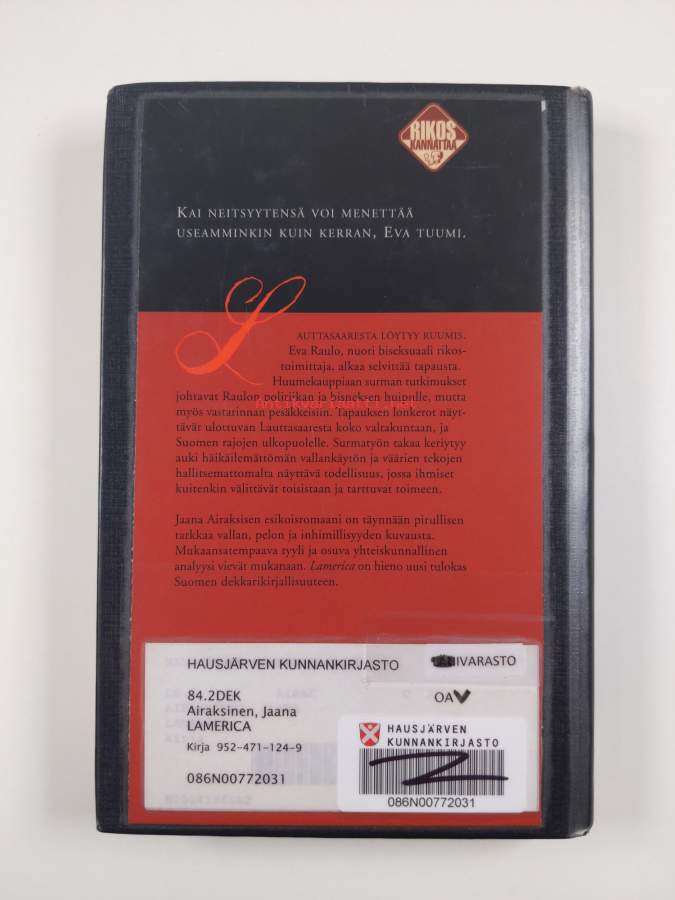 RIKOS
KANNATTAA
KAI NEITSYYTENSÄ VOI MENETTÄÄ
USEAMMINKIN KUIN KERRAN, EVA TUUMI.
LAUTTASAARESTA LÖYTYY RUUMIS.
Eva Raulo, nuori biseksuaali rikos-
toimittaja, alkaa selvittää tapausta.
Huumekauppiaan surman tutkimukset
johtavat Raulon politiikan ja bisneksen huipulle, mutta
myös vastarinnan pesäkkeisiin. Tapauksen lonkerot näyt-
tävät ulottuvan Lauttasaaresta koko valtakuntaan, ja
Suomen rajojen ulkopuolelle. Surmatyön takaa keriytyy
auki häikäilemättömän vallankäytön ja väärien tekojen
hallitsemattomalta näyttävä todellisuus, jossa ihmiset
kuitenkin välittävät toisistaan ja tarttuvat toimeen.
Jaana Airaksisen esikoisromaani on täynnään pirullisen
tarkkaa vallan, pelon ja inhimillisyyden kuvausta.
Mukaansatempaava tyyli ja osuva yhteiskunnallinen
analyysi vievät mukanaan. Lamerica on hieno uusi tulokas
Suomen dekkarikirjallisuuteen.
HAUSJÄRVEN KUNNANKIRJASTO
IVARASTO
84.2DEK
OA
Airaksinen, Jaana
LAMERICA
Kirja 952-471-124-9
086N00772031
HAUSJÄRVEN
KUNNANKIRJASTO
086N00772031